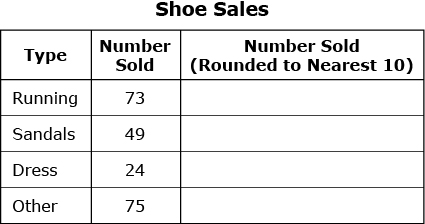 Shoe Sales
Type Number Sold Number Sold (Rounded to Nearest 10)
Running 73
Sandals 49
Dress 24
Other 75